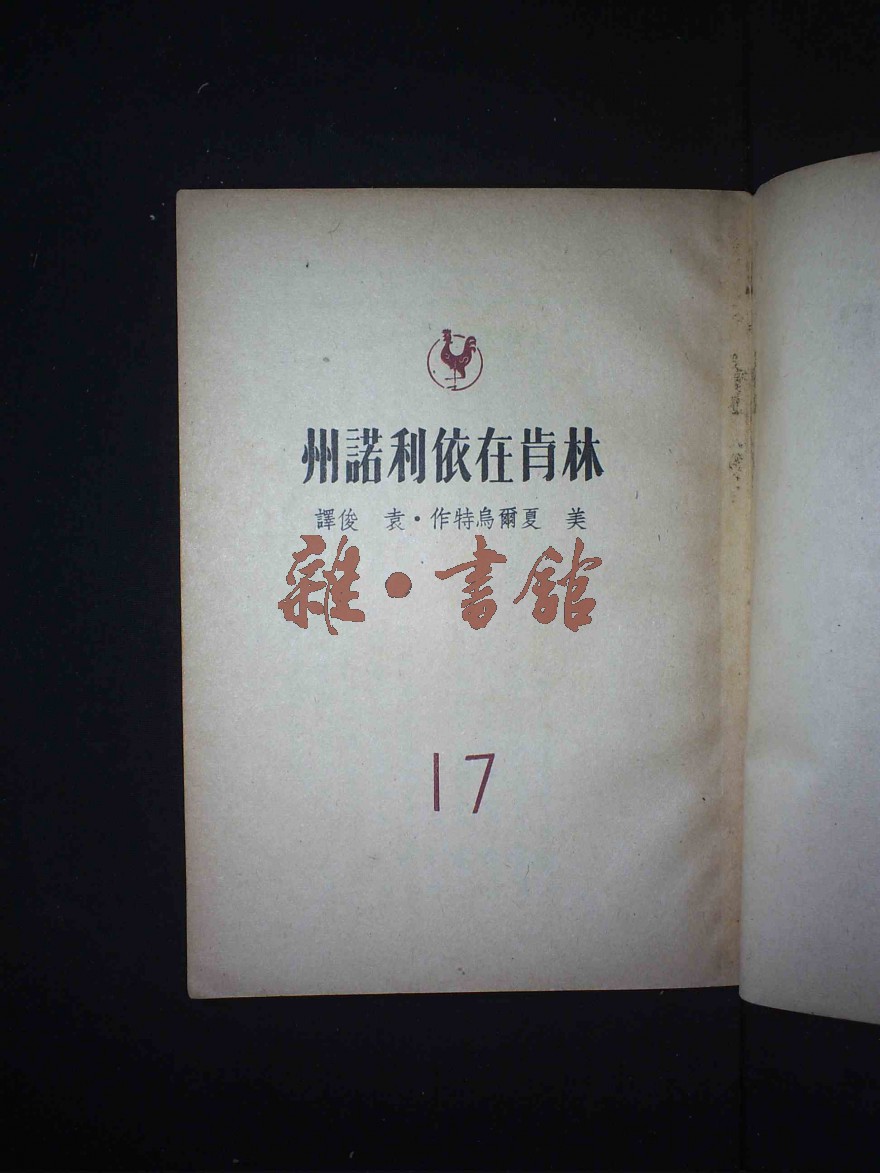 林肯在依利諾州
美 夏爾烏特作・袁 俊譯
雜・書館
17